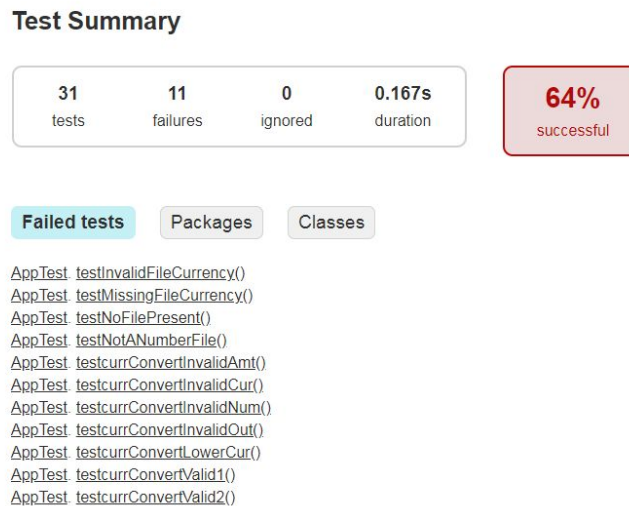 Test Summary
31 11 0 0.167s
tests failures ignored duration
64%
successful
Failed tests Packages Classes
AppTest. testInvalidFileCurrency()
AppTest. testMissingFileCurrency()
AppTest. testNoFilePresent()
AppTest. testNotANumberFile()
AppTest. testcurrConvertInvalidAmt()
AppTest. testcurrConvertInvalidCur()
AppTest. testcurrConvertInvalidNum()
AppTest. testcurrConvertInvalidOut()
AppTest. testcurrConvertLowerCur()
AppTest. testcurrConvertValid1()
AppTest. testcurrConvertValid2()